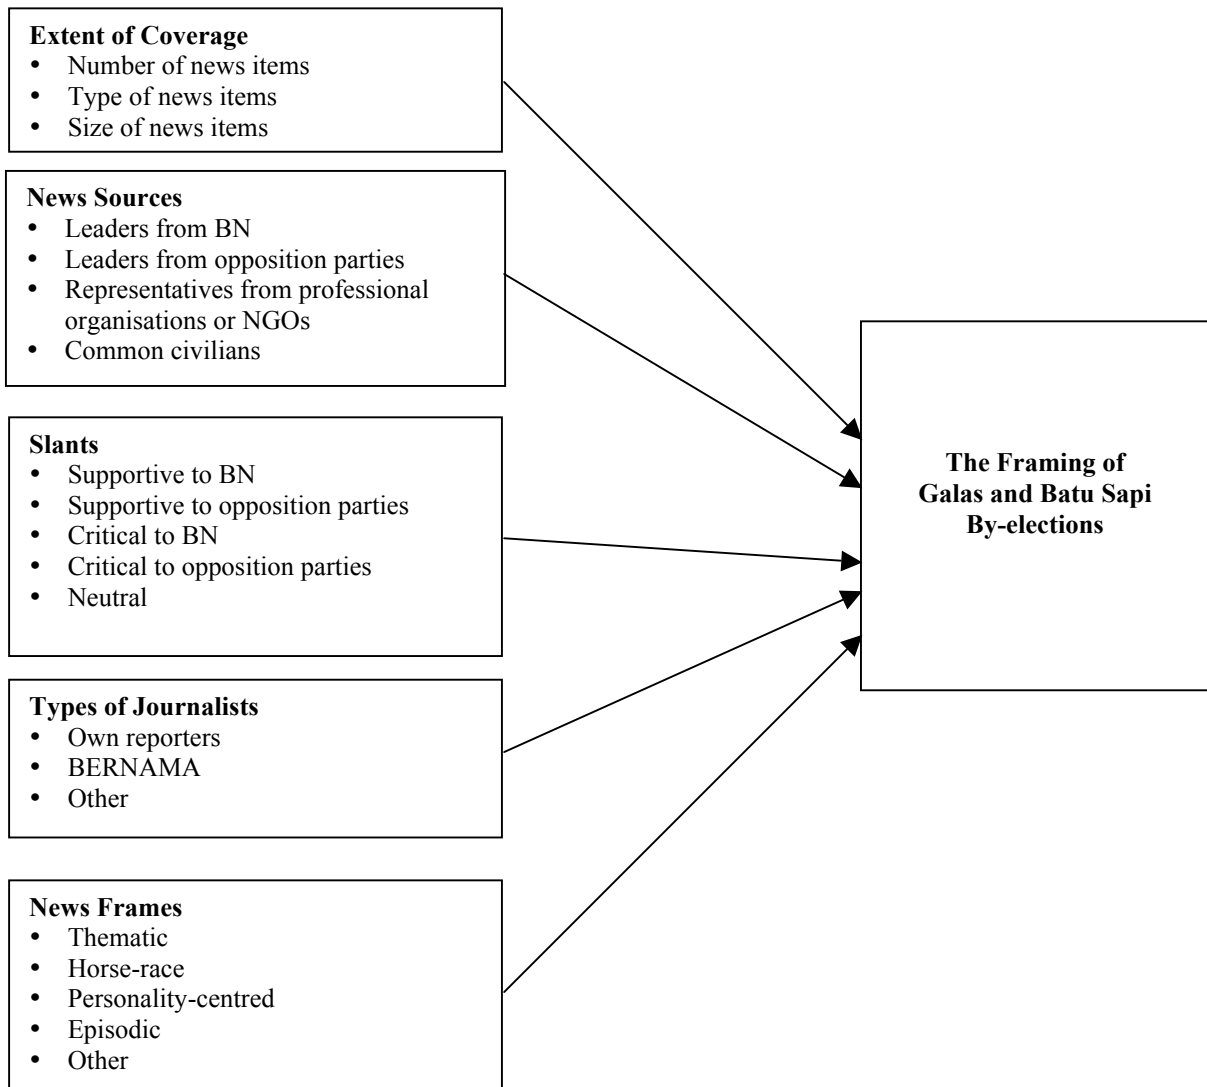 Extent of Coverage
• Number of news items
• Type of news items
• Size of news items
News Sources
• Leaders from BN
• Leaders from opposition parties
• Representatives from professional
organisations or NGOs
• Common civilians
Slants
• Supportive to BN
• Supportive to opposition parties
• Critical to BN
• Critical to opposition parties
• Neutral
Types of Journalists
• Own reporters
• BERNAMA
• Other
News Frames
• Thematic
• Horse-race
• Personality-centred
• Episodic
• Other
The Framing of
Galas and Batu Sapi
By-elections